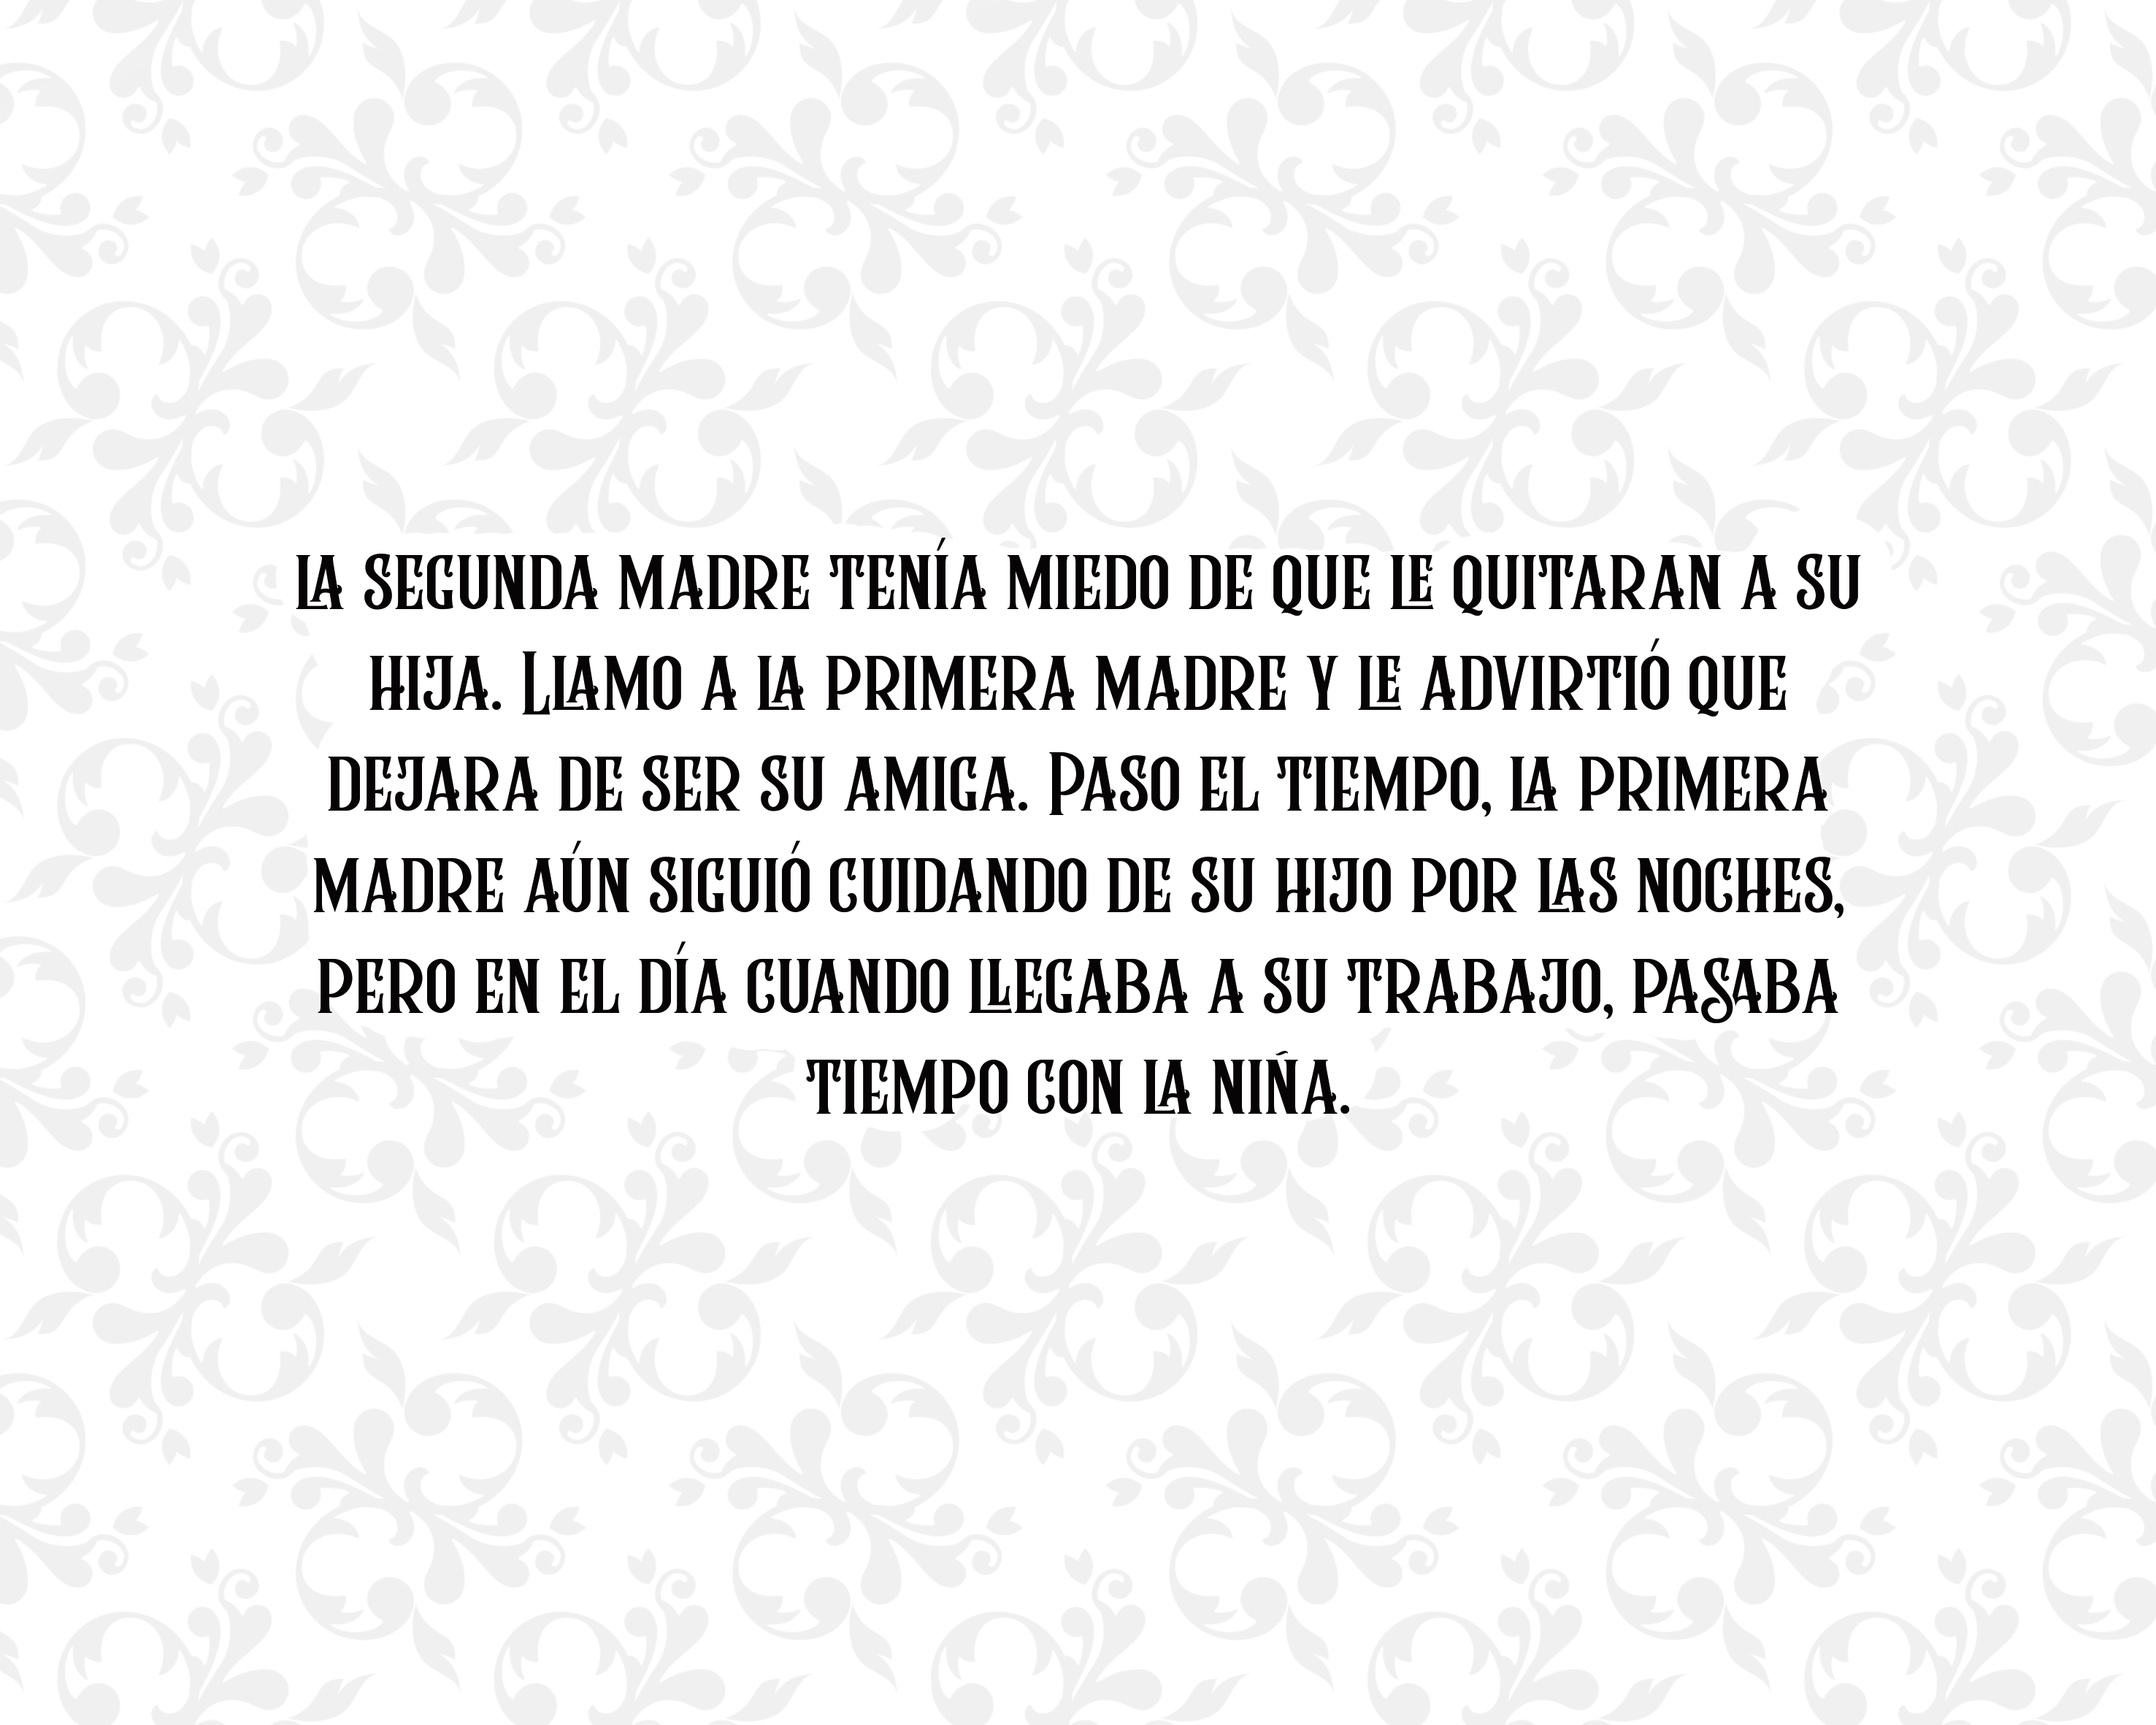 la segunda madre tenía miedo de que le quitaran a su
hija. Llamo a la primera madre y le advirtió que
dejara de ser su amiga. Paso el tiempo, la primera
madre aún siguió cuidando de su hijo por las noches,
pero en el día cuando llegaba a su trabajo, pasaba
tiempo con la niña.